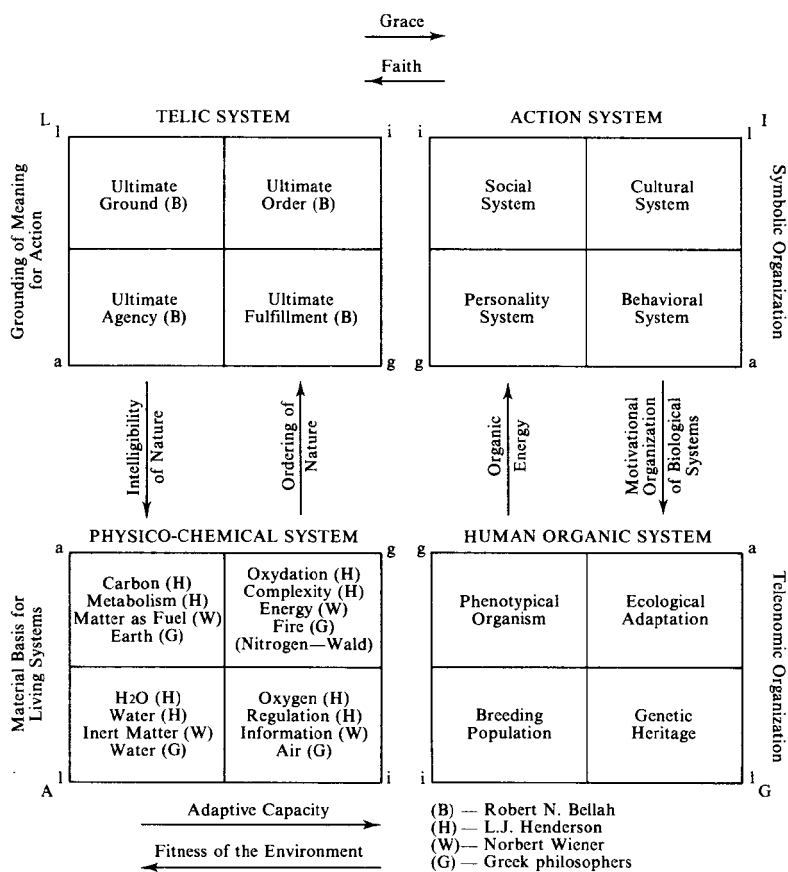 Grace
Faith
TELIC SYSTEM
ACTION SYSTEM
L
l
i
i
l
I
Grounding of Meaning
for Action
Ultimate
Ground (B)
Ultimate
Order (B)
Social
System
Cultural
System
Symbolic Organization
Ultimate
Agency (B)
Ultimate
Fulfillment (B)
Personality
System
Behavioral
System
a
g
g
a
Intelligibility
of Nature
Ordering of
Nature
Organic
Energy
Motivational
Organization
of Biological
Systems
PHYSICO-CHEMICAL SYSTEM
HUMAN ORGANIC SYSTEM
a
g
g
a
Material Basis for
Living Systems
Carbon (H)
Metabolism (H)
Matter as Fuel (W)
Earth (G)
Oxydation (H)
Complexity (H)
Energy (W)
Fire (G)
(Nitrogen—Wald)
Phenotypical
Organism
Ecological
Adaptation
Teleonomic Organization
H2O (H)
Water (H)
Inert Matter (W)
Water (G)
Oxygen (H)
Regulation (H)
Information (W)
Air (G)
Breeding
Population
Genetic
Heritage
A
l
i
i
l
G
Adaptive Capacity
Fitness of the Environment
(B) — Robert N. Bellah
(H) — L.J. Henderson
(W)— Norbert Wiener
(G) — Greek philosophers